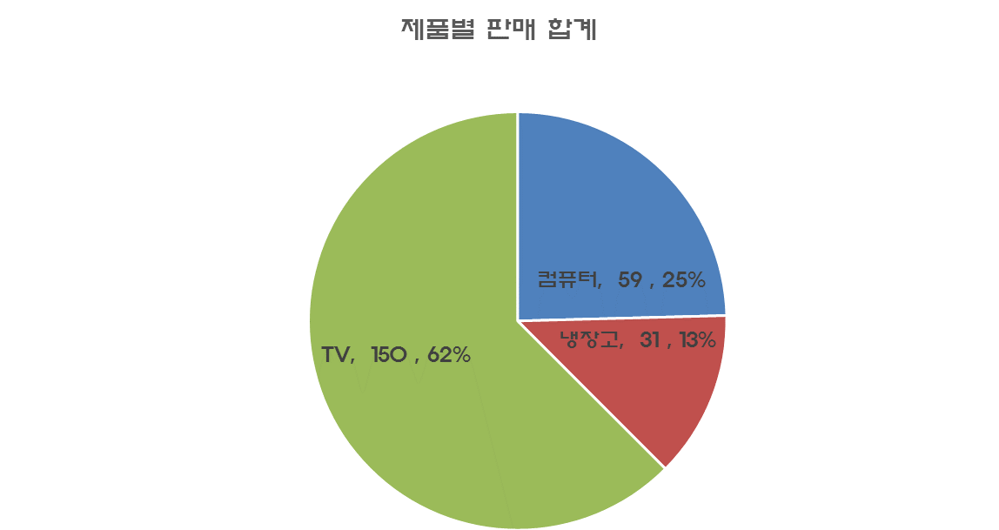 제품별 판매 합계
컴퓨터, 59 , 25%
냉장고, 31 , 13%
TV, 150 , 62%